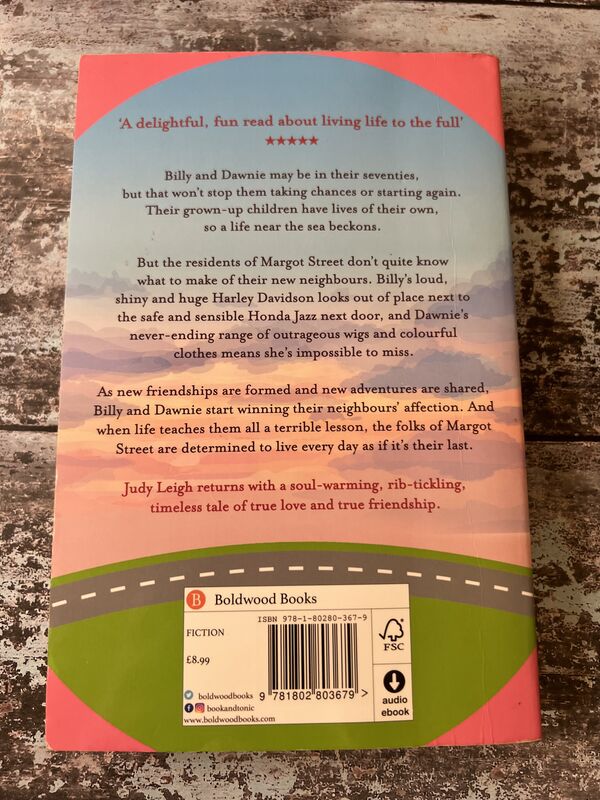 ‘A delightful, fun read about living life to the full’
★★★★★
Billy and Dawnie may be in their seventies,
but that won’t stop them taking chances or starting again.
Their grown-up children have lives of their own,
so a life near the sea beckons.
But the residents of Margot Street don’t quite know
what to make of their new neighbours. Billy’s loud,
shiny and huge Harley Davidson looks out of place next to
the safe and sensible Honda Jazz next door, and Dawnie’s
never-ending range of outrageous wigs and colourful
clothes means she’s impossible to miss.
As new friendships are formed and new adventures are shared,
Billy and Dawnie start winning their neighbours’ affection. And
when life teaches them all a terrible lesson, the folks of Margot
Street are determined to live every day as if it’s their last.
Judy Leigh returns with a soul-warming, rib-tickling,
timeless tale of true love and true friendship.
B Boldwood Books
FICTION
£8.99
boldwoodbooks
bookandtonic
www.boldwoodbooks.com
ISBN 978-1-80280-367-9
9 781802 803679 >
FSC
audio
ebook